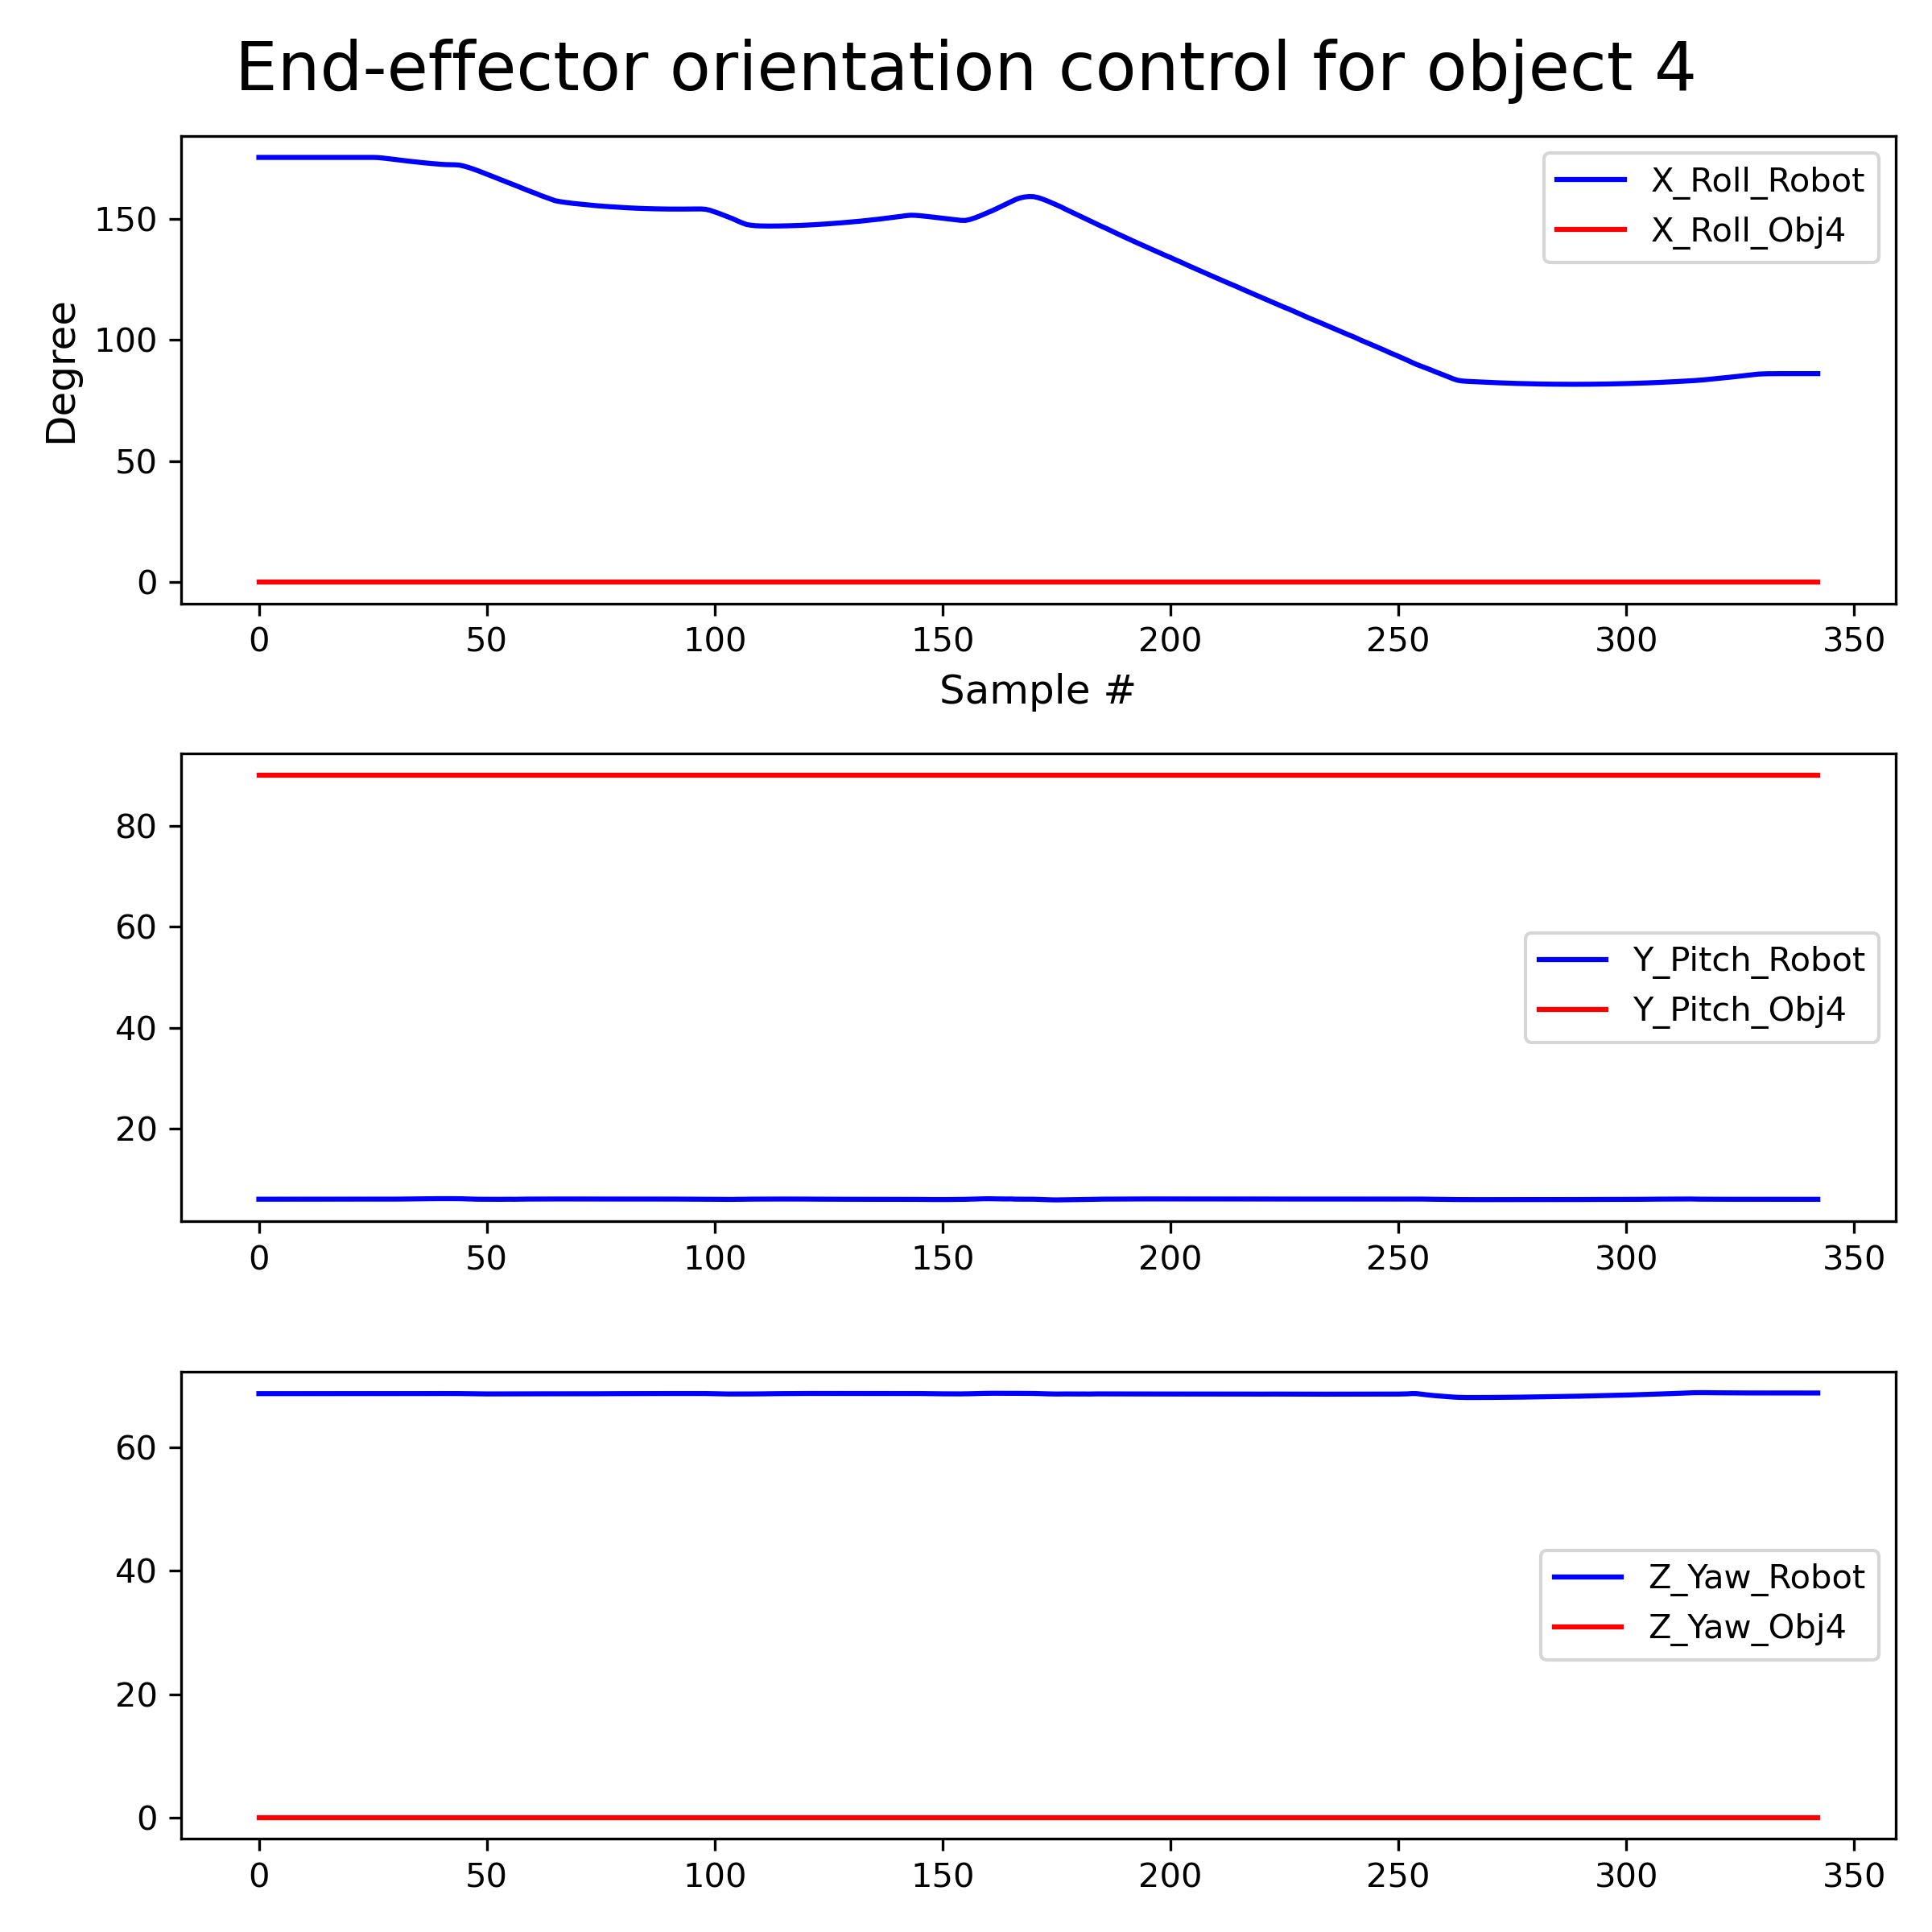 End-effector orientation control for object 4
X_Roll_Robot
X_Roll_Obj4
150
100
50
0
Degree
0 50 100 150 200 250 300 350
Sample #
Y_Pitch_Robot
Y_Pitch_Obj4
80
60
40
20
0 50 100 150 200 250 300 350
Z_Yaw_Robot
Z_Yaw_Obj4
60
40
20
0
0 50 100 150 200 250 300 350